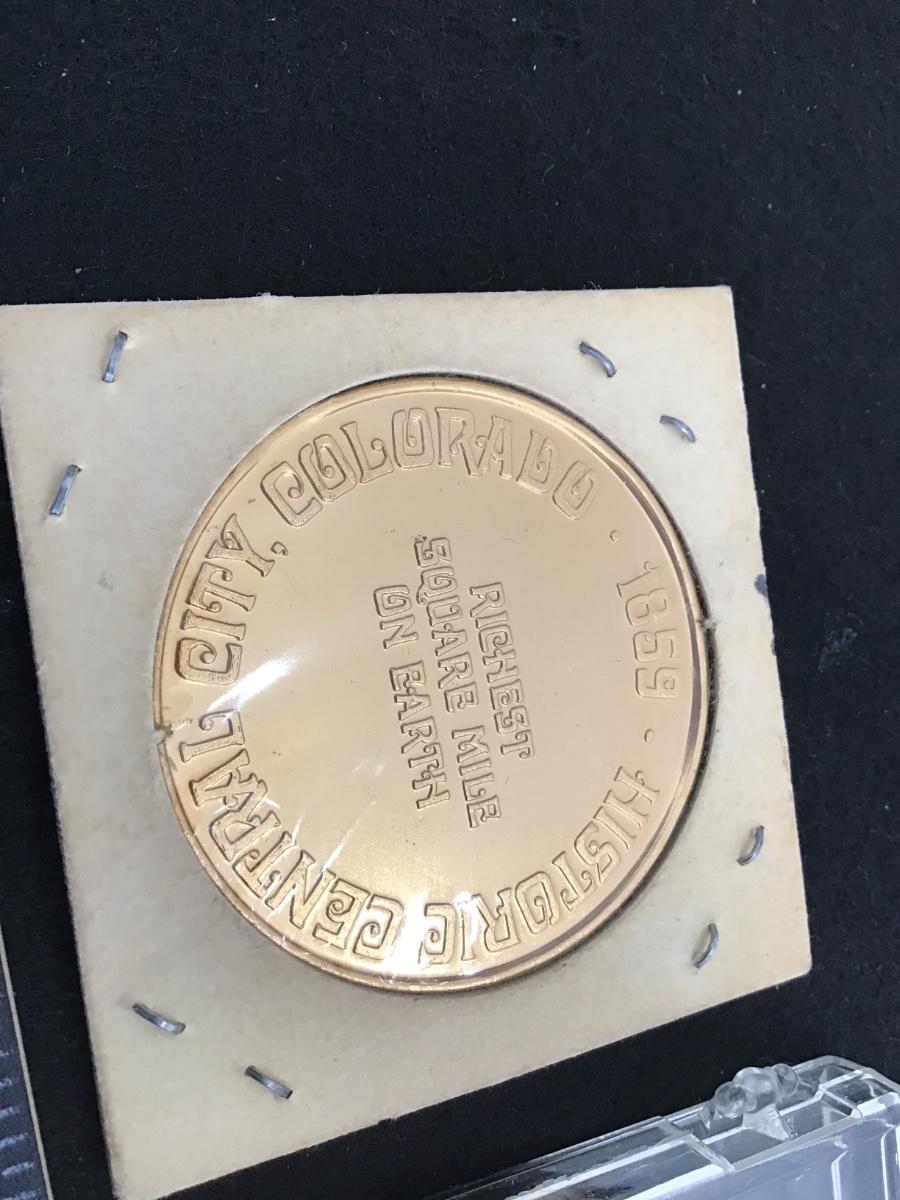 HISTORIC CENTRAL CITY, COLORADO · 1859 ·
RICHEST
SQUARE MILE
ON EARTH